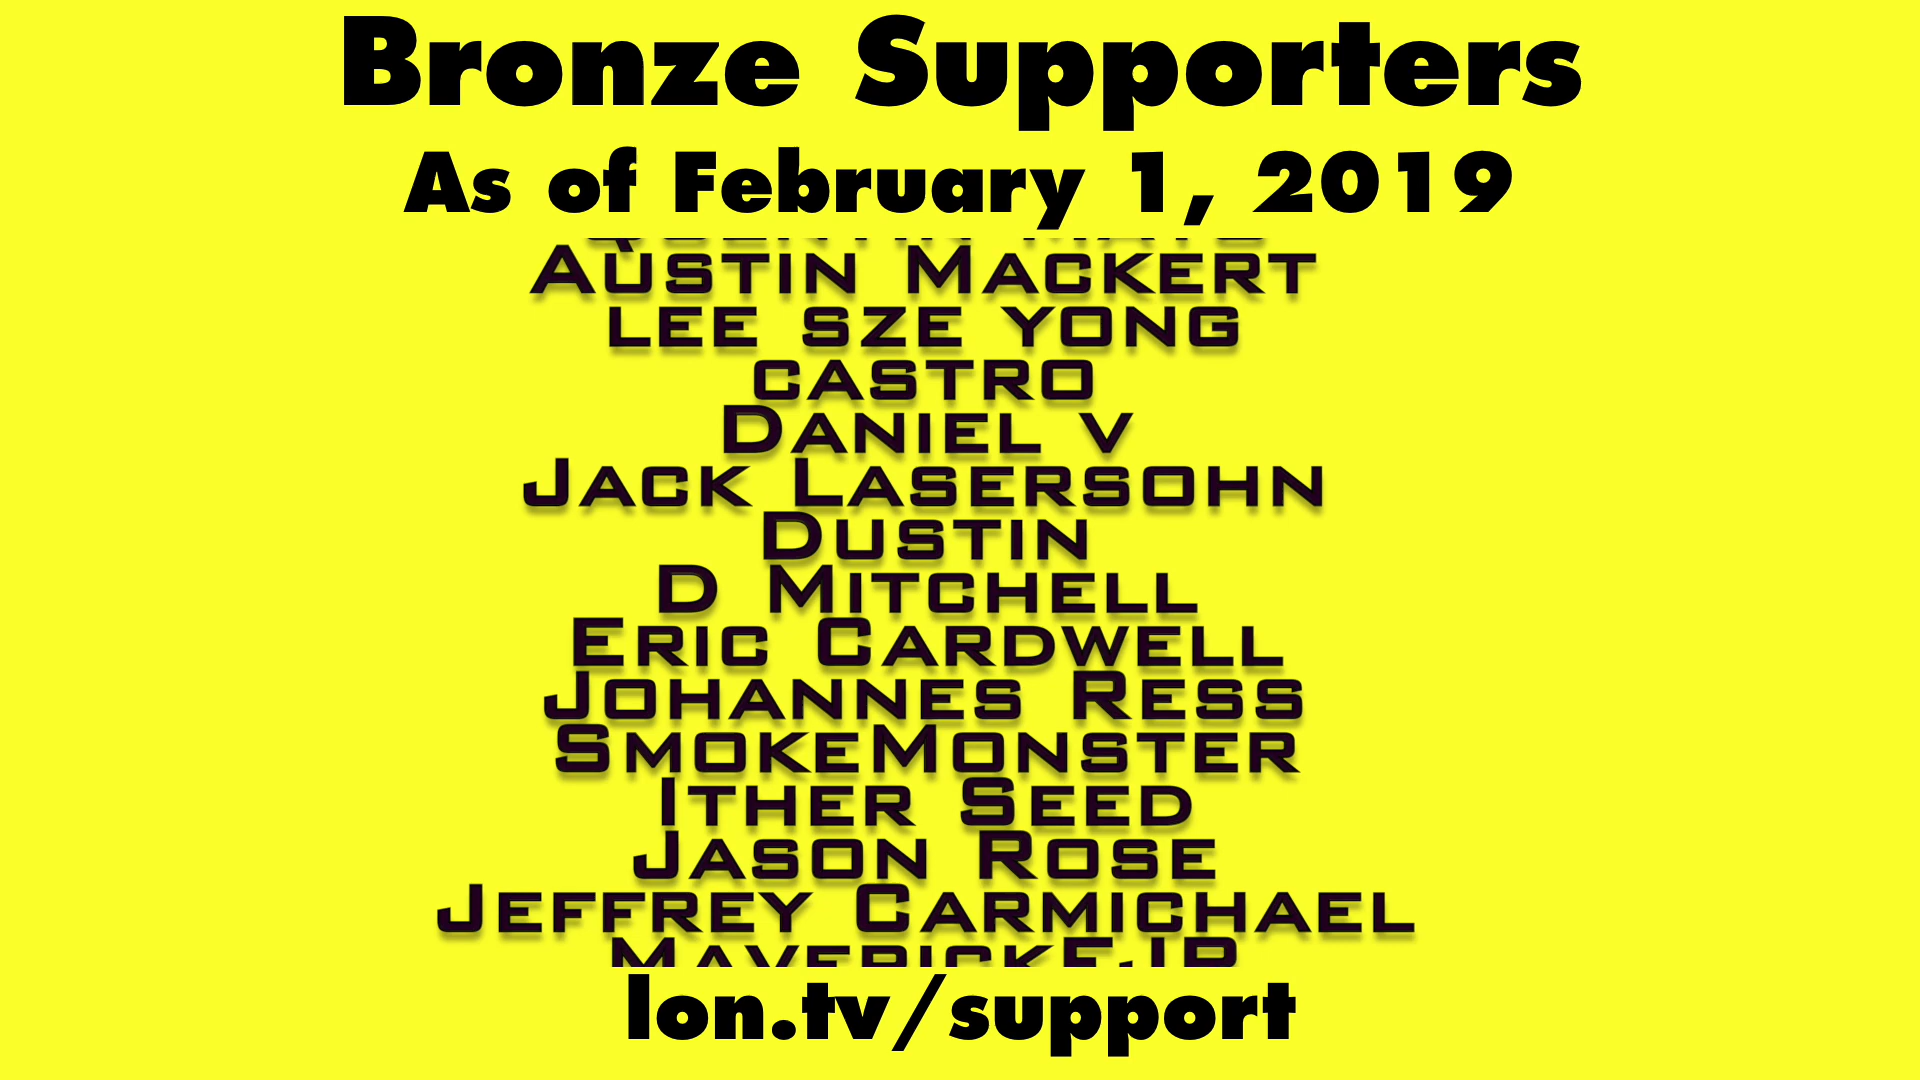 Bronze Supporters
As of February 1, 2019
Austin Mackert
lee sze yong
castro
Daniel v
Jack Lasersohn
Dustin
D Mitchell
Eric Cardwell
Johannes Ress
SmokeMonster
Ither Seed
Jason Rose
Jeffrey Carmichael
lon.tv/support